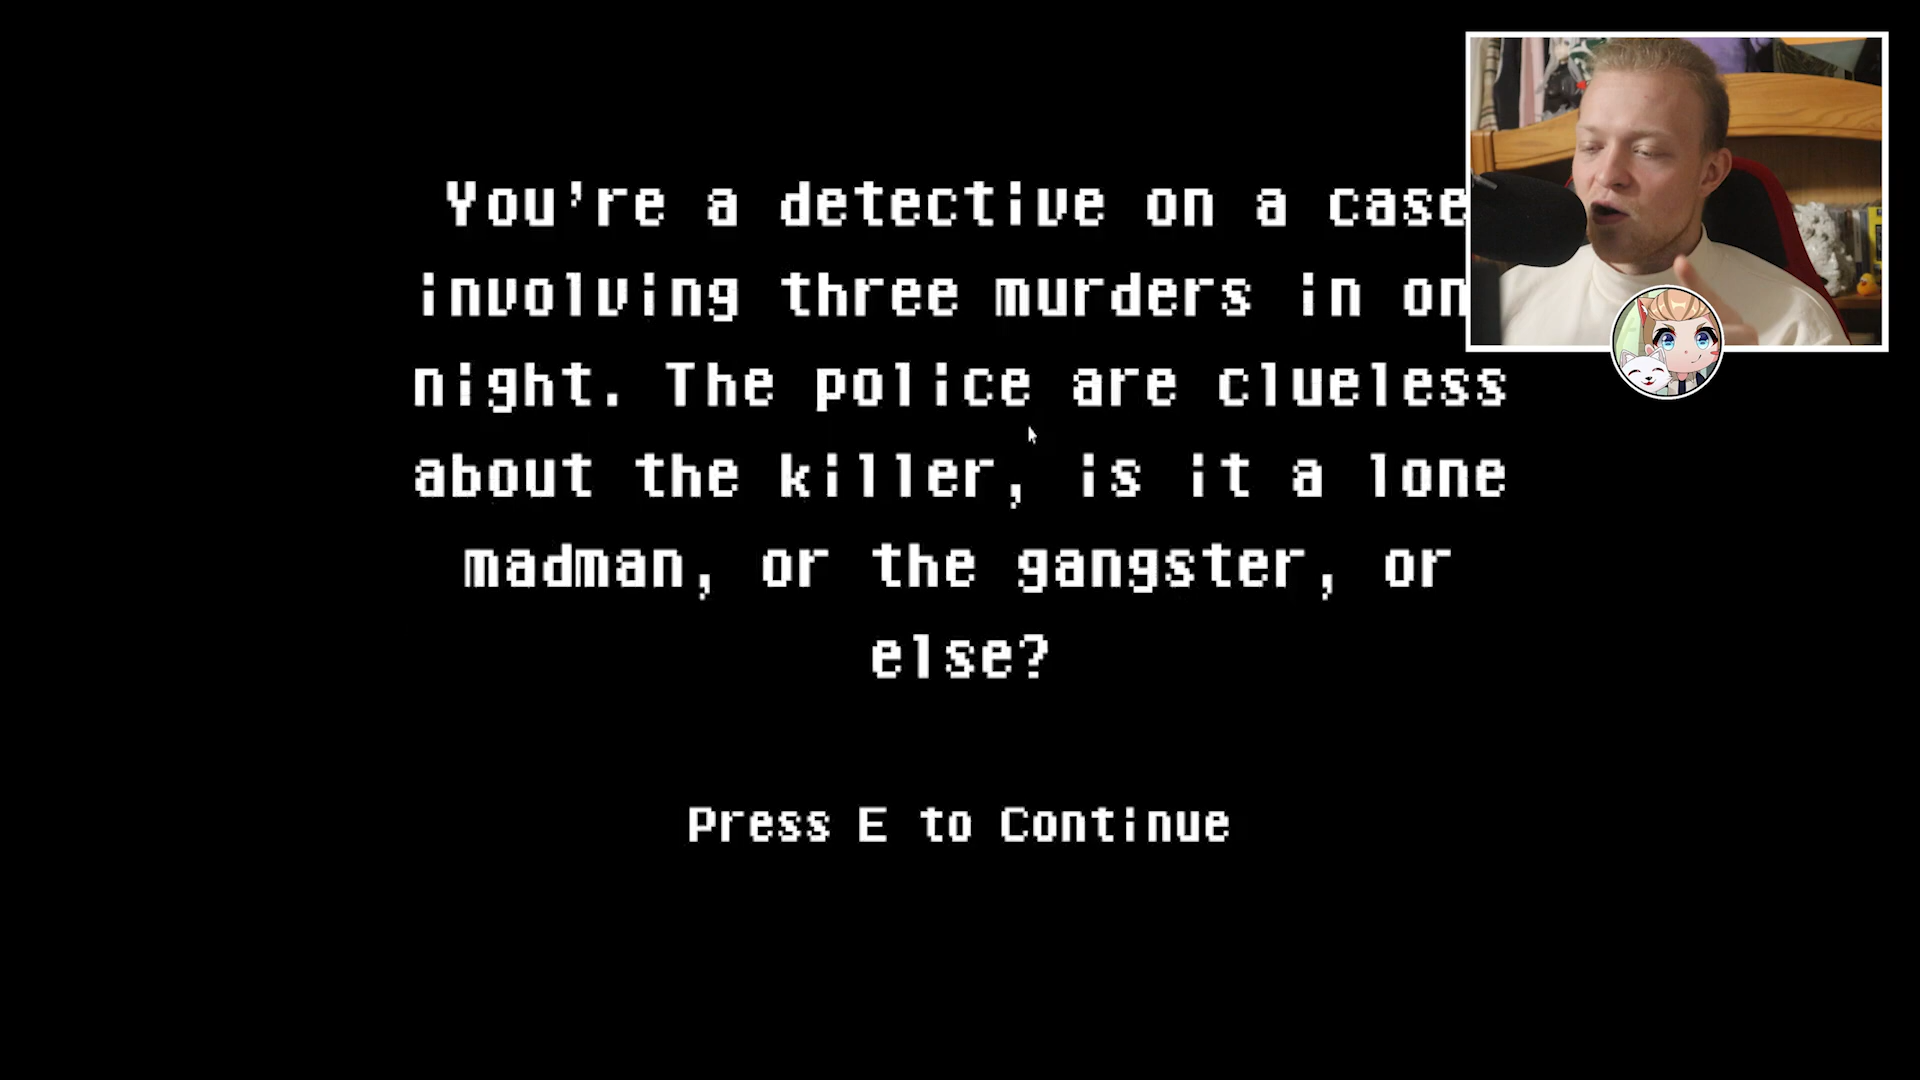 You're a detective on a case
involving three murders in on
night. The police are clueless
about the killer, is it a lone
madman, or the gangster, or
else?
Press E to Continue